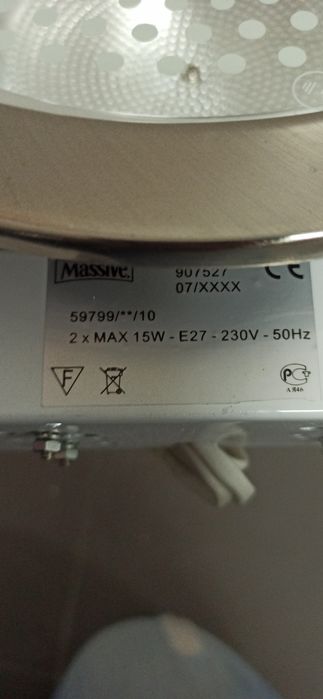 Massive
907527
07/XXXX
59799/**/10
2 x MAX 15W - E27 - 230V - 50Hz
F
CE